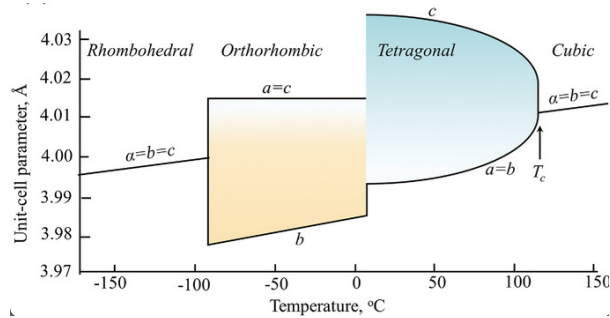 c
4.03
Rhombohedral
Orthorhombic
Tetragonal
Cubic
4.02
a=c
4.01
α=b=c
α=b=c
4.00
3.99
a=b
T_c
3.98
b
3.97
-150
-100
-50
0
50
100
150
Temperature, °C
Unit-cell parameter, Å